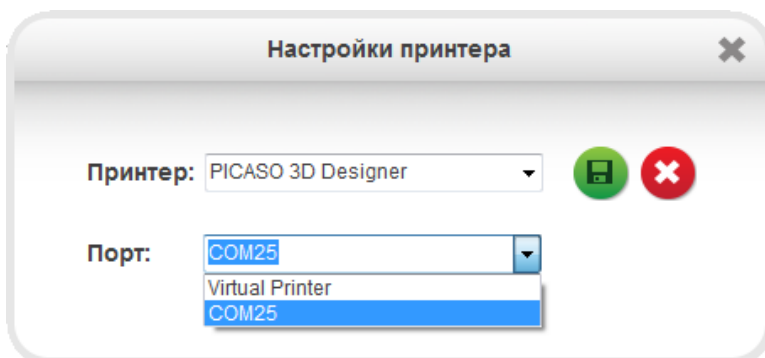 Настройки принтера
Принтер: PICASO 3D Designer
Порт: COM25
Virtual Printer
COM25